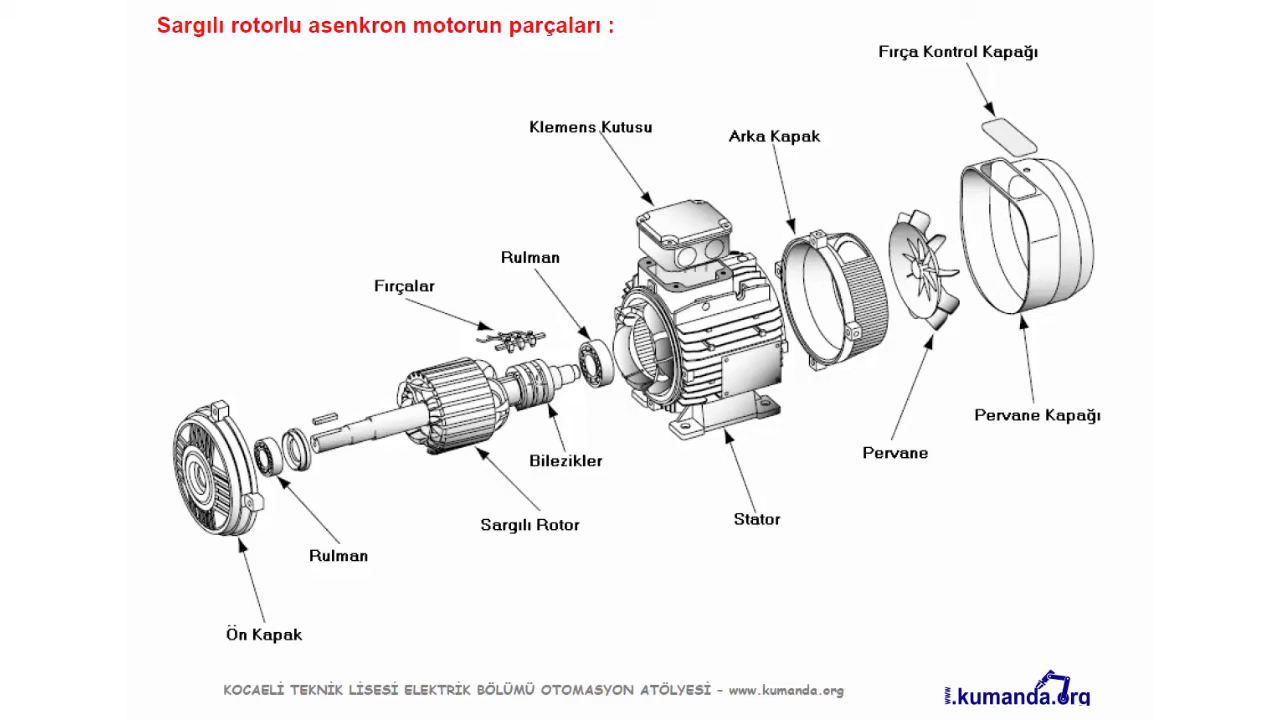 Sargılı rotorlu asenkron motorun parçaları :
Fırça Kontrol Kapağı
Klemens Kutusu
Arka Kapak
Rulman
Fırçalar
Pervane Kapağı
Pervane
Bilezikler
Stator
Sargılı Rotor
Rulman
Ön Kapak
KOCAELİ TEKNİK LİSESİ ELEKTRİK BÖLÜMÜ OTOMASYON ATÖLYESİ - www.kumanda.org
www.kumanda.org